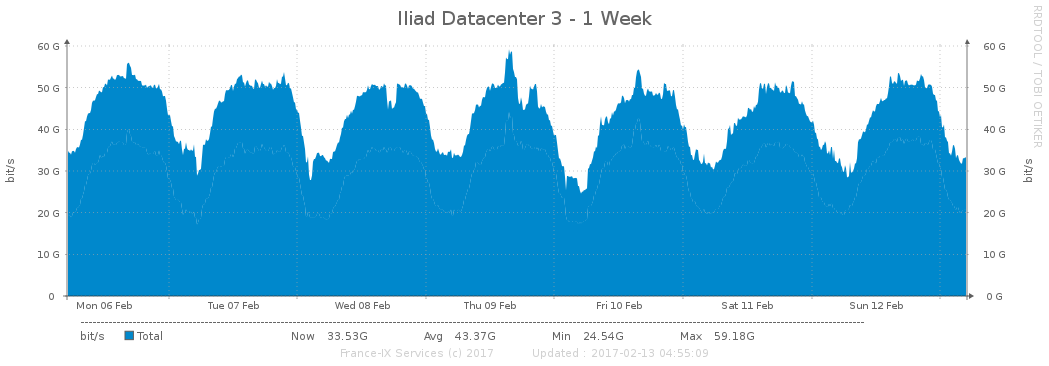 Iliad Datacenter 3 - 1 Week
RRDTOOL / TOBI OETIKER
60 G 60 G
50 G 50 G
40 G 40 G
30 G 30 G
20 G 20 G
10 G 10 G
0 0 G
bit/s bit/s
Mon 06 Feb Tue 07 Feb Wed 08 Feb Thu 09 Feb Fri 10 Feb Sat 11 Feb Sun 12 Feb
bit/s Total Now 33.53G Avg 43.37G Min 24.54G Max 59.18G
France-IX Services (c) 2017 Updated : 2017-02-13 04:55:09